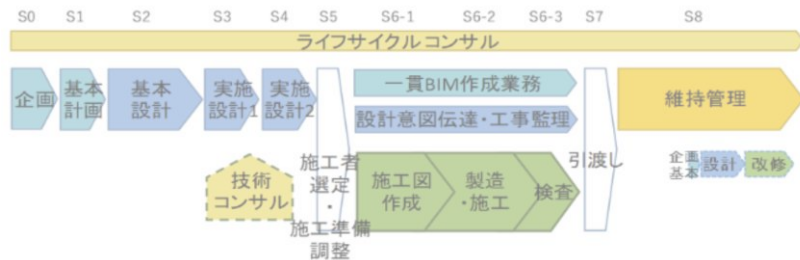 S0 S1 S2 S3 S4 S5 S6-1 S6-2 S6-3 S7 S8
ライフサイクルコンサル
企画
基本
計画
基本
設計
実施
設計1
実施
設計2
施工者
選定
・
施工準備
調整
一貫BIM作成業務
設計意図伝達・工事監理
技術
コンサル
施工図
作成
製造
・施工
検査
引渡し
維持管理
企画
基本
設計
改修